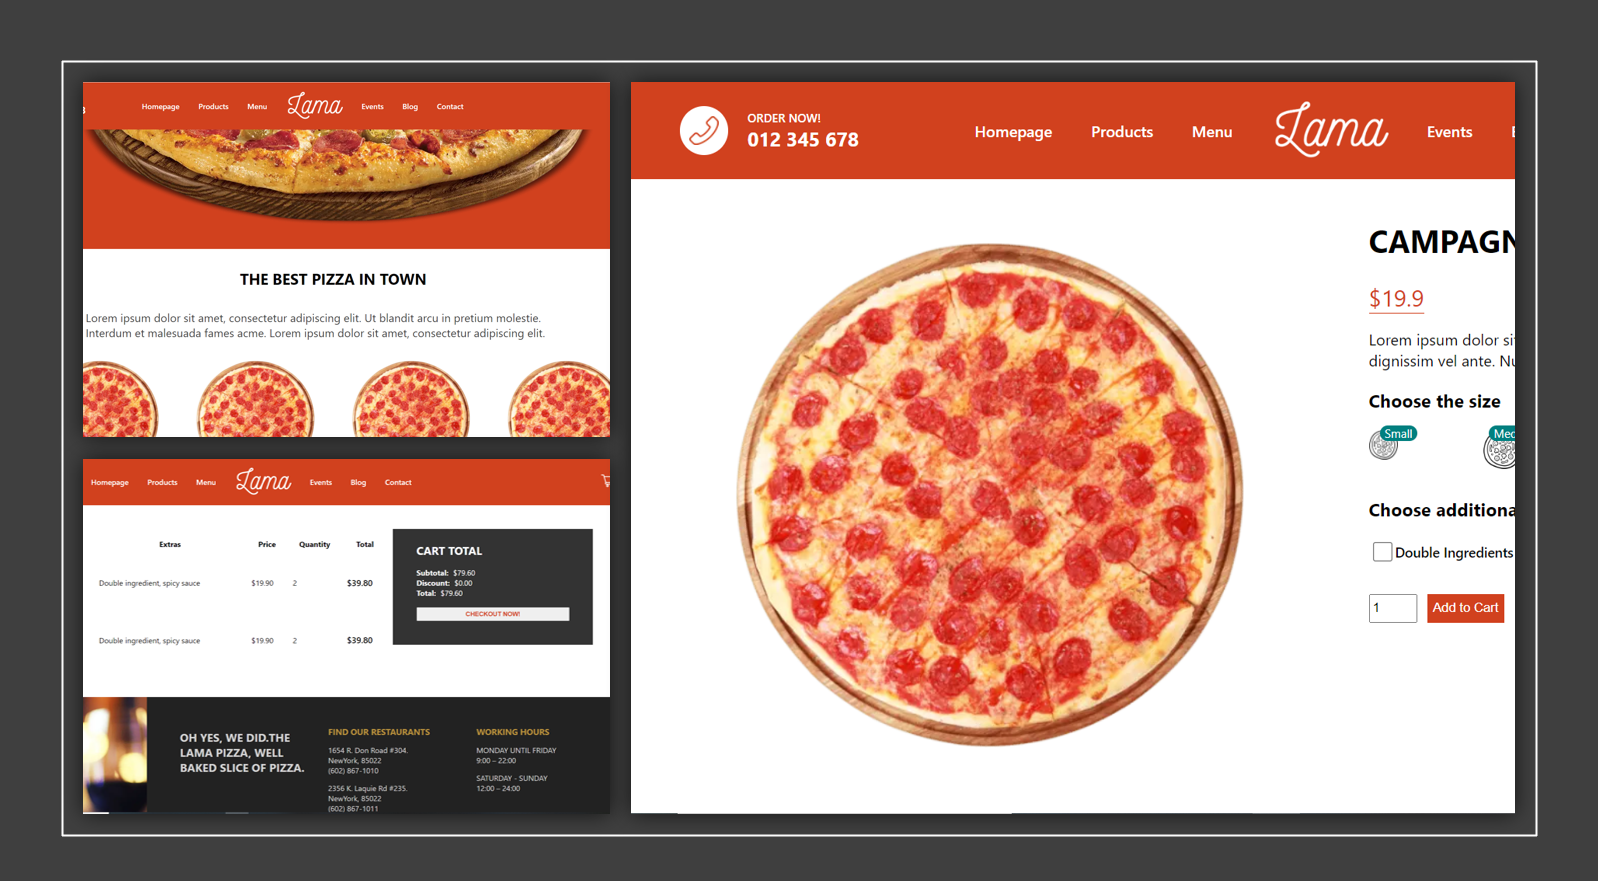 Homepage Products Menu Lama Events Blog Contact
THE BEST PIZZA IN TOWN
Lorem ipsum dolor sit amet, consectetur adipiscing elit. Ut blandit arcu in pretium molestie.
Interdum et malesuada fames acme. Lorem ipsum dolor sit amet, consectetur adipiscing elit.
Homepage Products Menu Lama Events Blog Contact
Extras Price Quantity Total
Double ingredient, spicy sauce $19.90 2 $39.80
Double ingredient, spicy sauce $19.90 2 $39.80
CART TOTAL
Subtotal: $79.60
Discount: $0.00
Total: $79.60
CHECKOUT NOW!
OH YES, WE DID.THE
LAMA PIZZA, WELL
BAKED SLICE OF PIZZA.
FIND OUR RESTAURANTS
1654 R. Don Road #304.
NewYork, 85022
(602) 867-1010
2356 K. Laquie Rd #235.
NewYork, 85022
(602) 867-1011
WORKING HOURS
MONDAY UNTIL FRIDAY
9:00 – 22:00
SATURDAY - SUNDAY
12:00 – 24:00
ORDER NOW!
012 345 678
Homepage Products Menu Lama Events
CAMPAGN
$19.9
Lorem ipsum dolor si
dignissim vel ante. Nu
Choose the size
Small Med
Choose additiona
Double Ingredients
1 Add to Cart